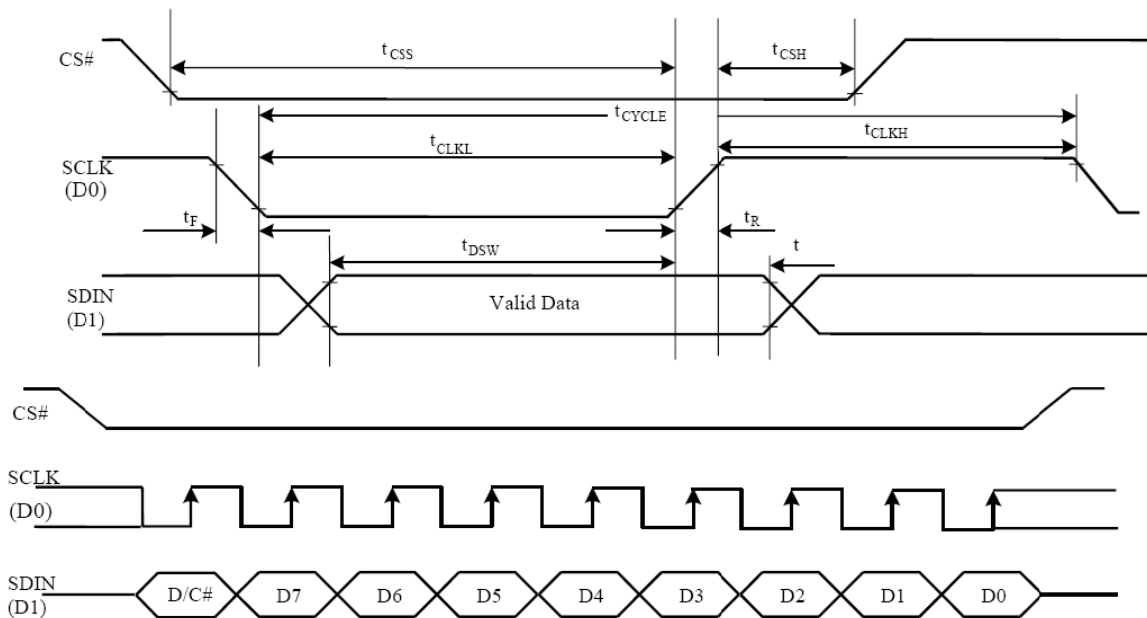 CS#
tCSS
tCSH
tCYCLE
tCLKL
tCLKH
SCLK
(D0)
tF
tR
tDSW
t
SDIN
(D1)
Valid Data
CS#
SCLK
(D0)
SDIN
(D1)
D/C# D7 D6 D5 D4 D3 D2 D1 D0